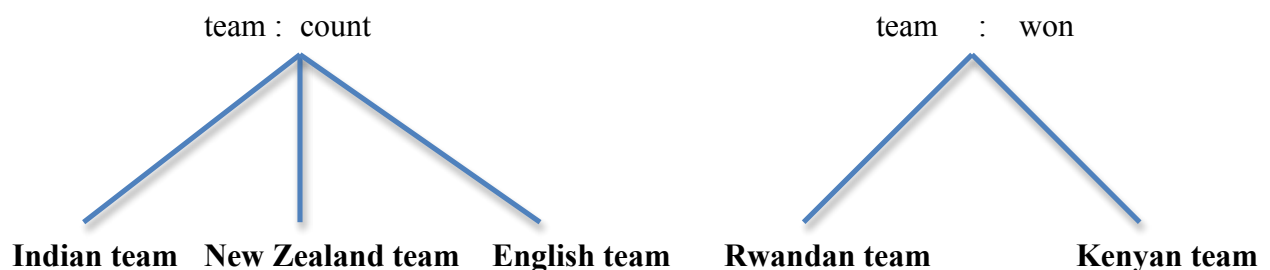 team : count team : won
Indian team New Zealand team English team Rwandan team Kenyan team